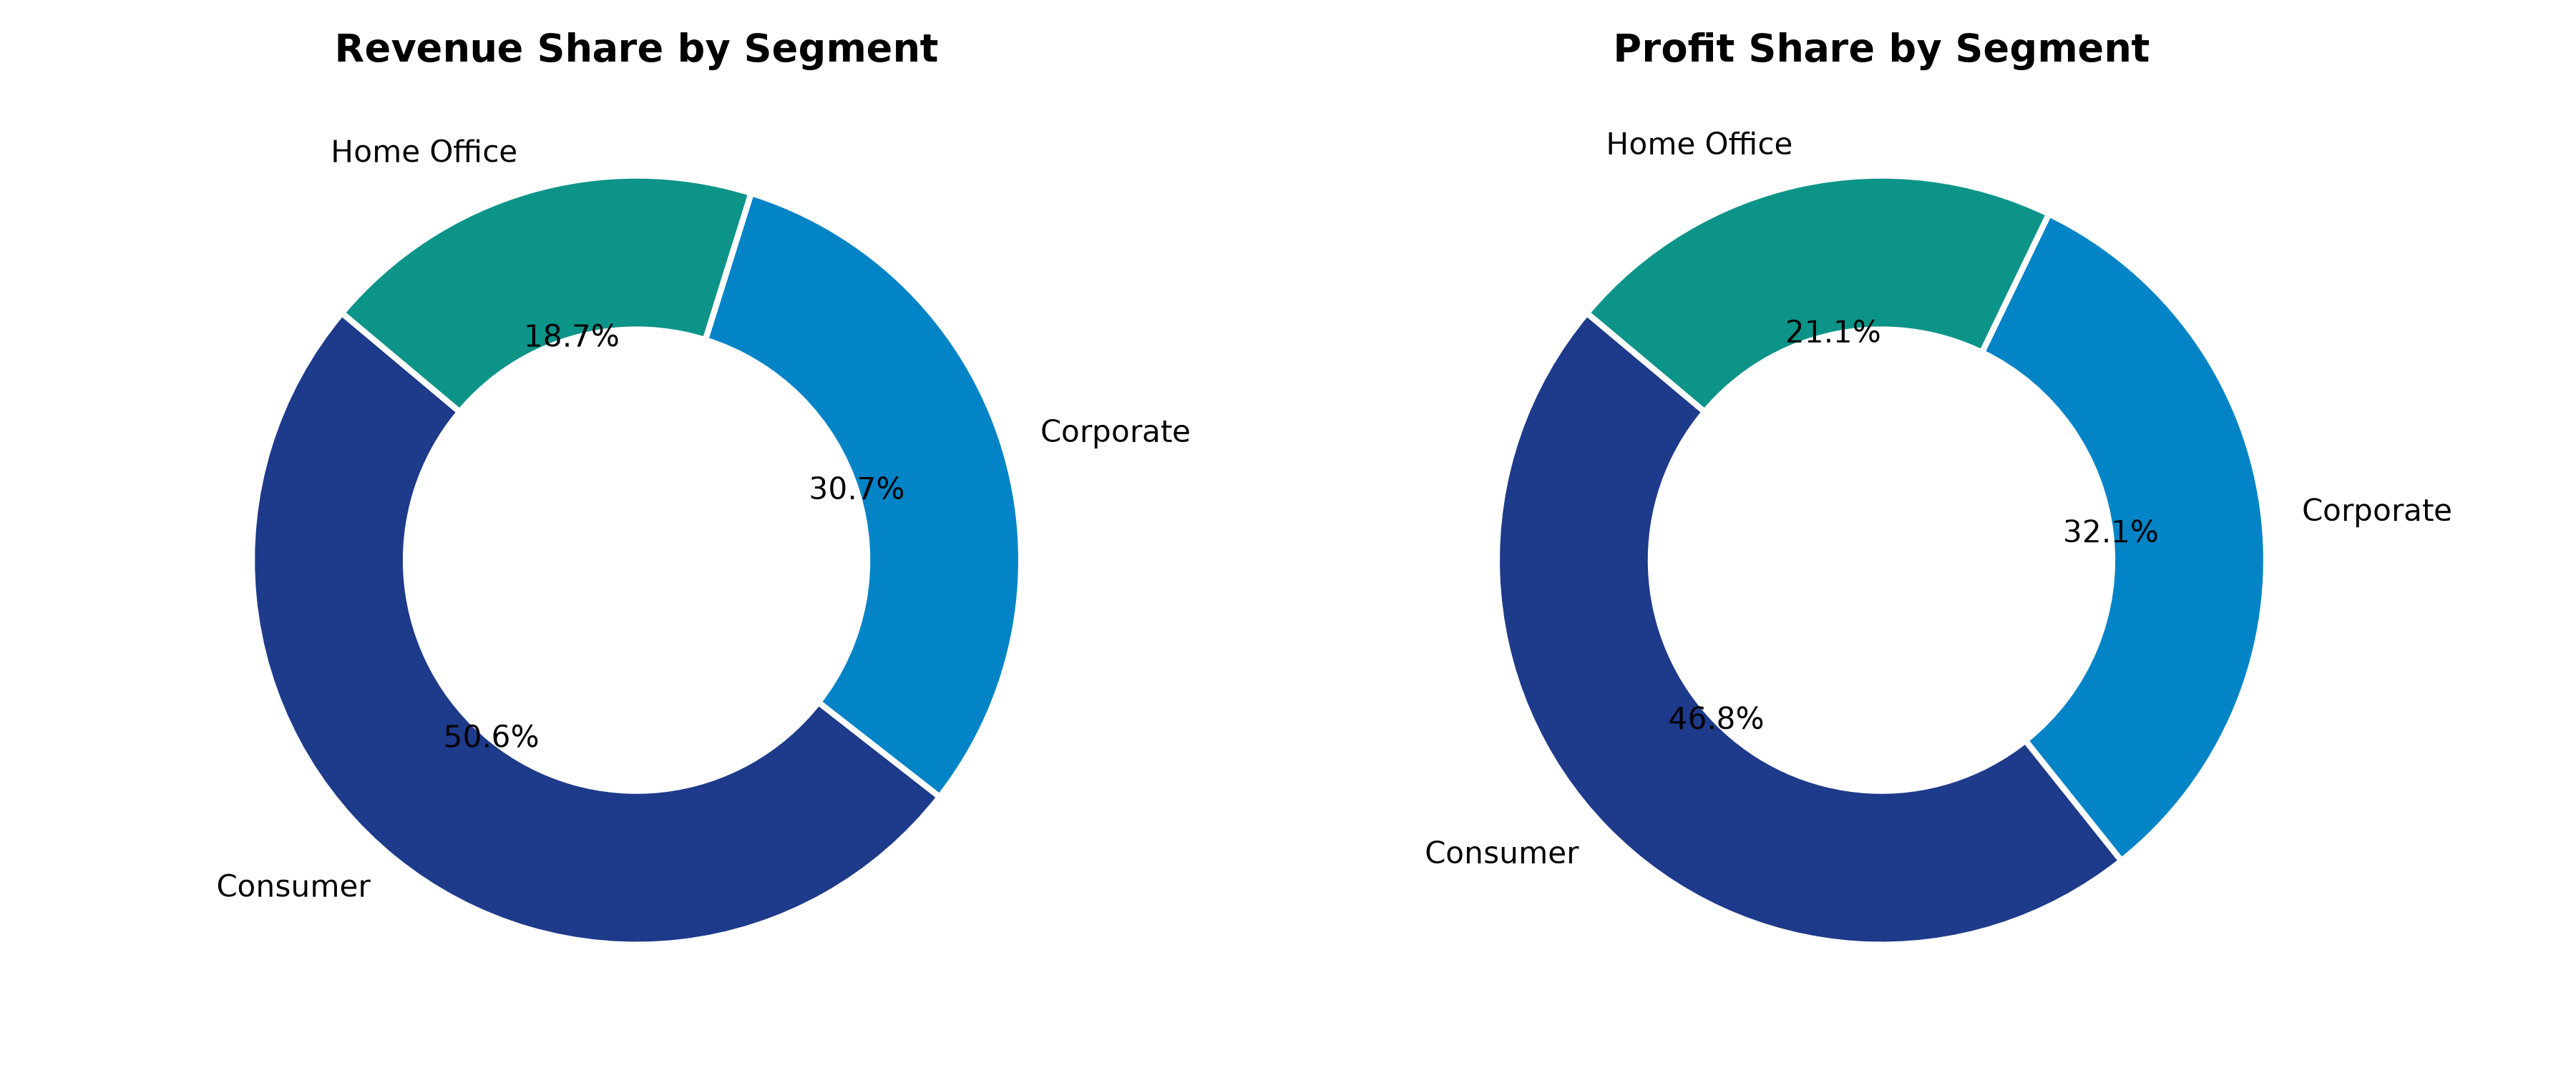 Revenue Share by Segment
Home Office
18.7%
Corporate
30.7%
50.6%
Consumer
Profit Share by Segment
Home Office
21.1%
Corporate
32.1%
46.8%
Consumer